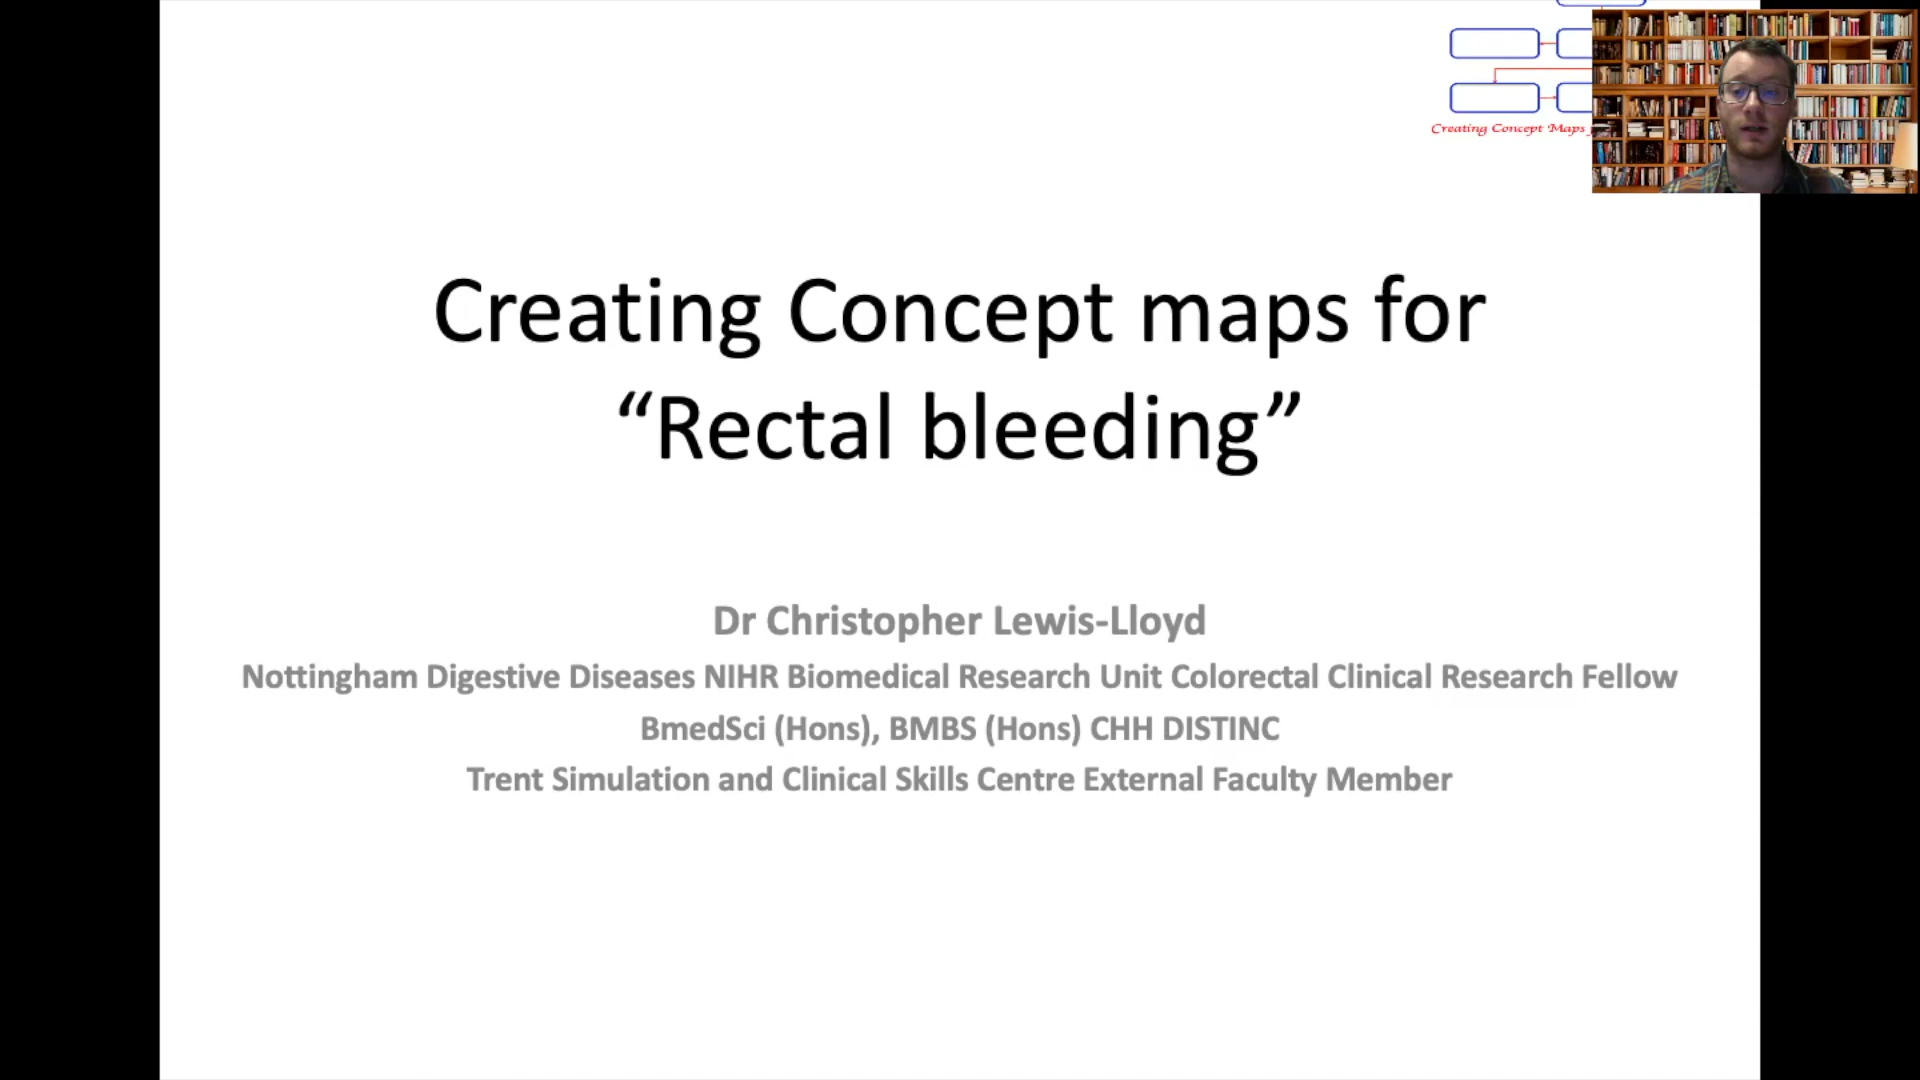 Creating Concept Maps
Creating Concept maps for
“Rectal bleeding”
Dr Christopher Lewis-Lloyd
Nottingham Digestive Diseases NIHR Biomedical Research Unit Colorectal Clinical Research Fellow
BmedSci (Hons), BMBS (Hons) CHH DISTINC
Trent Simulation and Clinical Skills Centre External Faculty Member